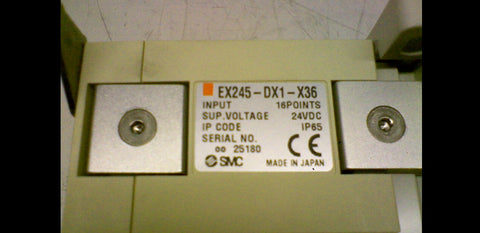 EX245-DX1-X36
INPUT 16POINTS
SUP.VOLTAGE 24VDC
IP CODE IP65
SERIAL NO.
oo 25180
CE
SMC MADE IN JAPAN